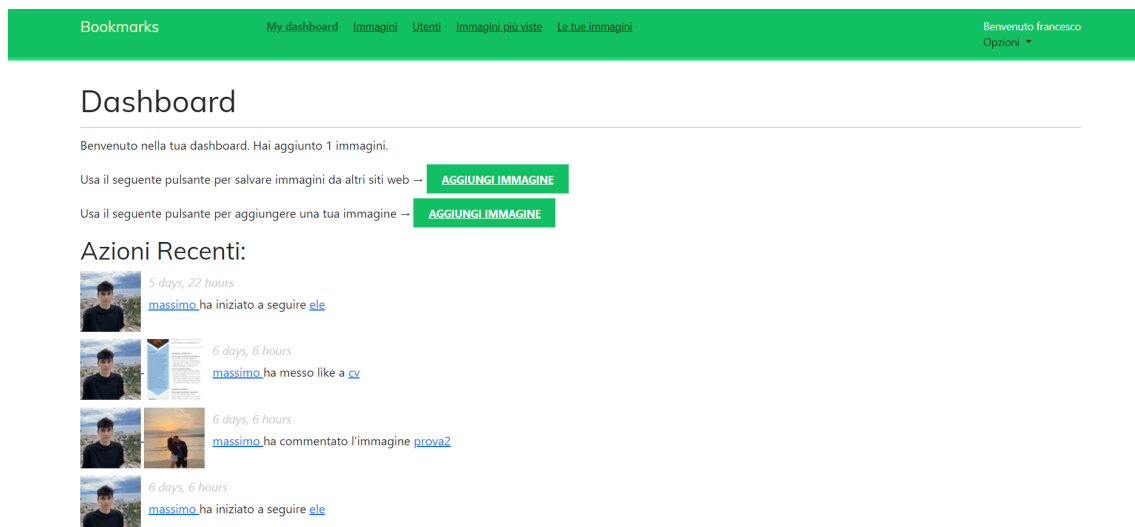 Bookmarks My dashboard Immagini Utenti Immagini più viste Le tue immagini Benvenuto francesco
Opzioni
Dashboard
Benvenuto nella tua dashboard. Hai aggiunto 1 immagini.
Usa il seguente pulsante per salvare immagini da altri siti web → AGGIUNGI IMMAGINE
Usa il seguente pulsante per aggiungere una tua immagine → AGGIUNGI IMMAGINE
Azioni Recenti:
5 days, 22 hours
massimo ha iniziato a seguire ele
6 days, 6 hours
massimo ha messo like a cv
6 days, 6 hours
massimo ha commentato l'immagine prova2
6 days, 6 hours
massimo ha iniziato a seguire ele